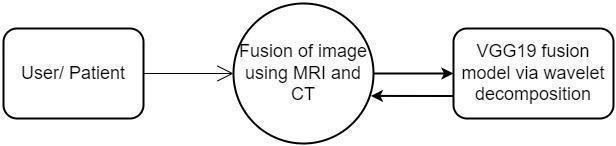 User/ Patient
Fusion of image
using MRI and
CT
VGG19 fusion
model via wavelet
decomposition